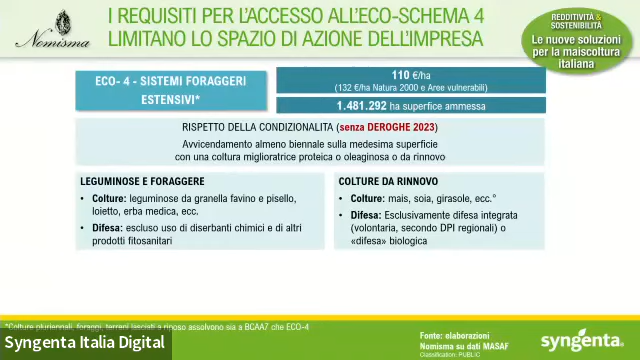 Nomisma
I REQUISITI PER L'ACCESSO ALL'ECO-SCHEMA 4
LIMITANO LO SPAZIO DI AZIONE DELL'IMPRESA
REDDITIVITÀ &
SOSTENIBILITÀ
Le nuove soluzioni
per la maiscoltura
italiana
syngenta
ECO- 4 - SISTEMI FORAGGERI
ESTENSIVI*
110 €/ha
(132 €/ha Natura 2000 e Aree vulnerabili)
1.481.292 ha superfice ammessa
RISPETTO DELLA CONDIZIONALITA (senza DEROGHE 2023)
Avvicendamento almeno biennale sulla medesima superficie
con una coltura miglioratrice proteica o oleaginosa o da rinnovo
LEGUMINOSE E FORAGGERE
• Colture: leguminose da granella favino e pisello,
loietto, erba medica, ecc.
• Difesa: escluso uso di diserbanti chimici e di altri
prodotti fitosanitari
COLTURE DA RINNOVO
• Colture: mais, soia, girasole, ecc.°
• Difesa: Esclusivamente difesa integrata
(volontaria, secondo DPI regionali) o
«difesa» biologica
*Colture pluriennali, foraggi, terreni lasciati a riposo assolvono sia a BCAA7 che ECO-4
Syngenta Italia Digital
Fonte: elaborazioni
Nomisma su dati MASAF
Classification: PUBLIC
syngenta